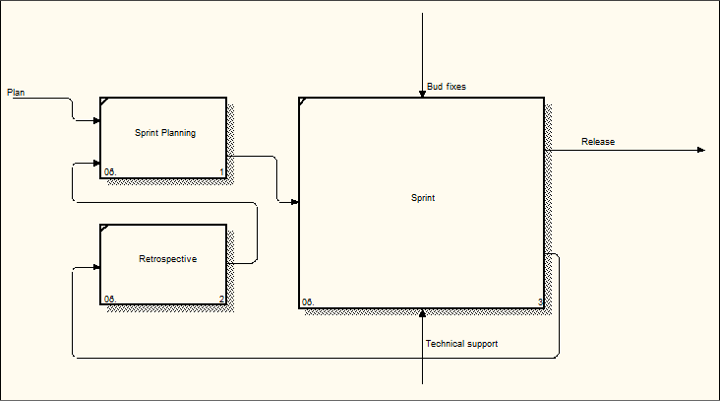 Bud fixes
Plan
Sprint Planning
0б. 1
Release
Sprint
Retrospective
0б. 2
0б. 3
Technical support